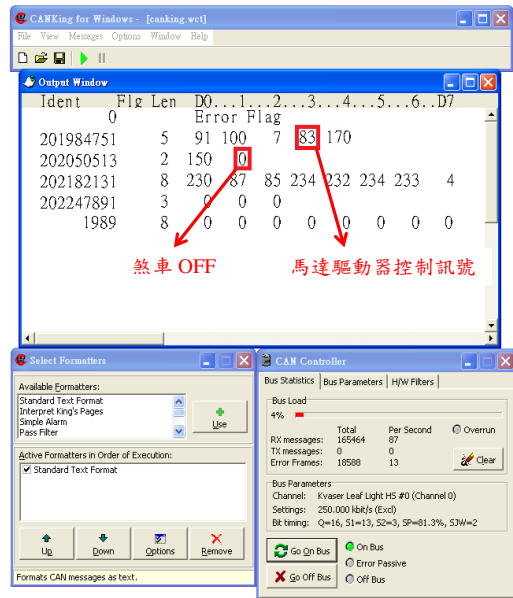 CANKing for Windows - [canking.wct]
File View Messages Options Window Help
Output Window
Ident Flg Len D0...1...2...3...4...5...6..D7
0 Error Flag
201984751 5 91 100 7 83 170
202050513 2 150 0
202182131 8 230 87 85 234 232 234 233 4
202247891 3 0 0 0
1989 8 0 0 0 0 0 0 0 0
煞車 OFF
馬達驅動器控制訊號
Select Formatters
Available Formatters:
Standard Text Format
Interpret King's Pages
Simple Alarm
Pass Filter
Use
Active Formatters in Order of Execution:
Standard Text Format
Up Down Options Remove
Formats CAN messages as text.
CAN Controller
Bus Statistics Bus Parameters H/W Filters
Bus Load
4%
Total Per Second Overrun
RX messages: 165464 87
TX messages: 0 0
Error Frames: 18588 13
Clear
Bus Parameters
Channel: Kvaser Leaf Light HS #0 (Channel 0)
Settings: 250.000 kbit/s (Excl)
Bit timing: Q=16, S1=13, S2=3, SP=81.3%, SJW=2
Go On Bus
On Bus
Error Passive
Go Off Bus
Off Bus